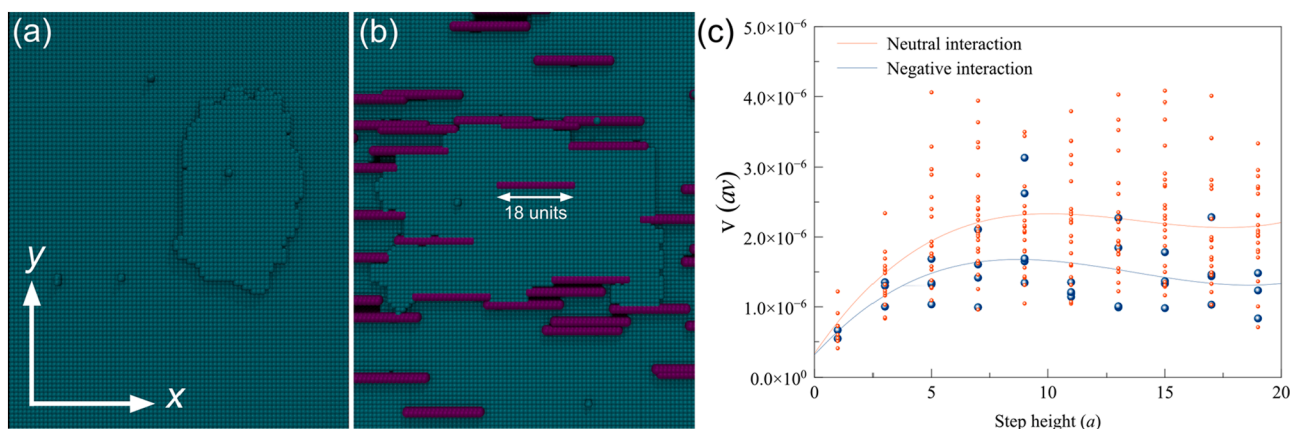 (a)
y
x
(b)
18 units
(c)
5.0×10⁻⁶
4.0×10⁻⁶
3.0×10⁻⁶
2.0×10⁻⁶
1.0×10⁻⁶
0.0×10⁰
v (av)
Neutral interaction
Negative interaction
0 5 10 15 20
Step height (a)